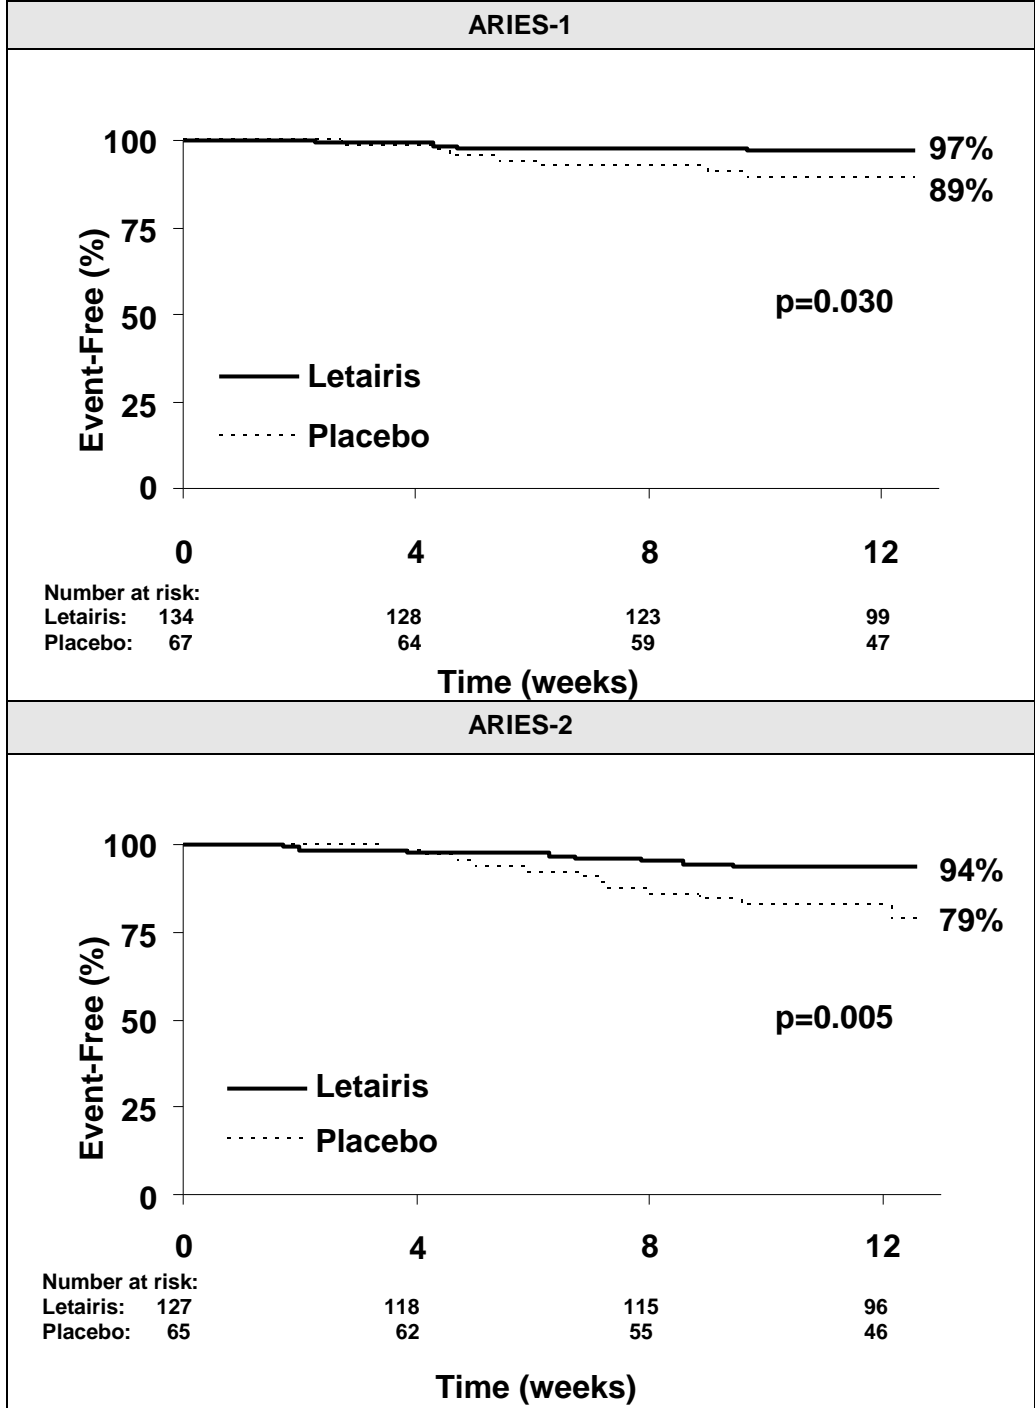 ARIES-1
100
97%
89%
75
Event-Free (%)
p=0.030
50
Letairis
25
Placebo
0
0 4 8 12
Number at risk:
Letairis: 134 128 123 99
Placebo: 67 64 59 47
Time (weeks)
ARIES-2
100
94%
79%
75
Event-Free (%)
p=0.005
50
Letairis
25
Placebo
0
0 4 8 12
Number at risk:
Letairis: 127 118 115 96
Placebo: 65 62 55 46
Time (weeks)